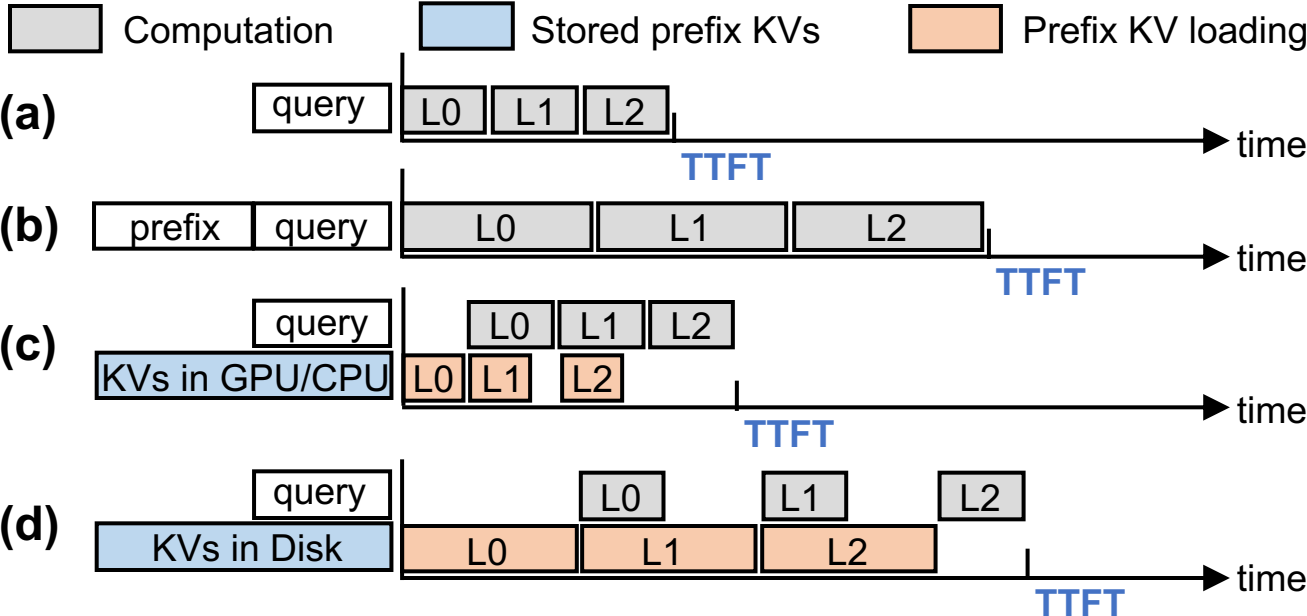 Computation Stored prefix KVs Prefix KV loading
(a) query L0 L1 L2 time
TTFT
(b) prefix query L0 L1 L2 time
TTFT
(c) query L0 L1 L2
KVs in GPU/CPU L0 L1 L2 time
TTFT
(d) query L0 L1 L2
KVs in Disk L0 L1 L2 time
TTFT